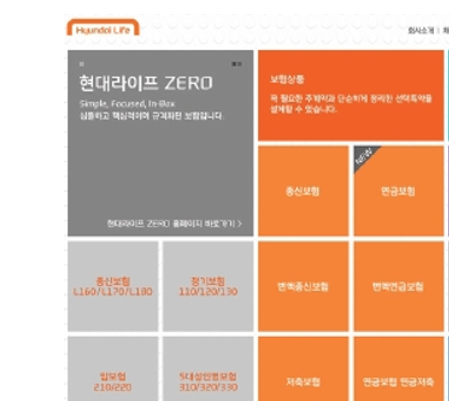 Hyundai Life
회사소개
현대라이프 ZERO
Simple, Focused, In-Box
심플하고 핵심적이며 규격화된 보험입니다.
현대라이프 ZERO 홈페이지 바로가기 >
보험상품
꼭 필요한 주계약과 단순하게 정리된 선택특약을
설계할 수 있습니다.
종신보험
NEW
연금보험
종신보험
L160/L170/L180
정기보험
110/120/130
변액종신보험
변액연금보험
암보험
210/220
5대성인병보험
310/320/330
저축보험
연금보험 연금저축